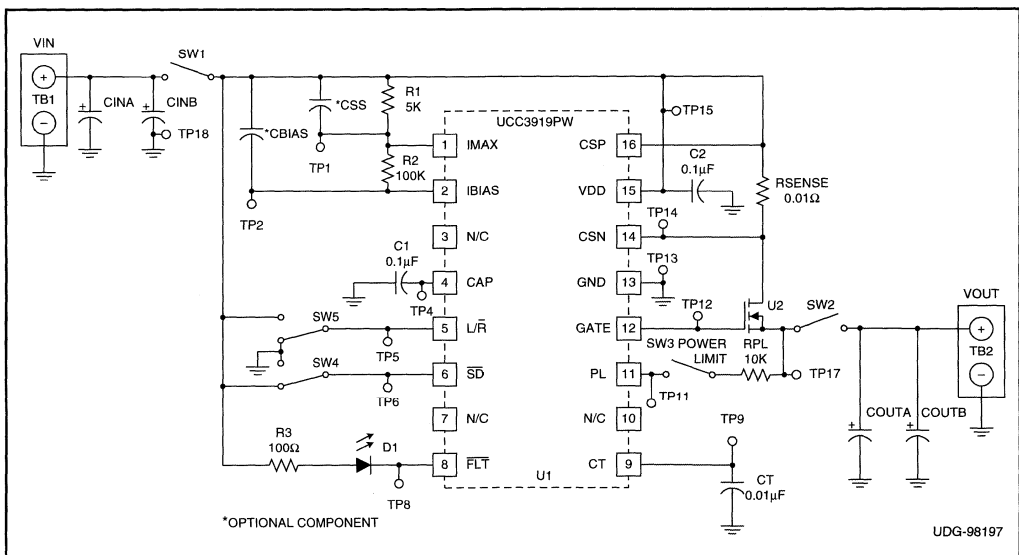 VIN
TB1
CINA
CINB
TP18
SW1
*CBIAS
TP2
*CSS
TP1
R1
5K
R2
100K
UCC3919PW
1 IMAX
2 IBIAS
3 N/C
4 CAP
5 L/R̅
6 S̅D̅
7 N/C
8 F̅L̅T̅
CSP 16
VDD 15
CSN 14
GND 13
GATE 12
PL 11
N/C 10
CT 9
U1
C1
0.1µF
TP4
SW5
TP5
SW4
TP6
R3
100Ω
D1
TP8
TP15
C2
0.1µF
RSENSE
0.01Ω
TP14
TP13
TP12
U2
SW2
SW3 POWER
LIMIT
RPL
10K
TP11
TP17
TP9
CT
0.01µF
VOUT
TB2
COUTA
COUTB
*OPTIONAL COMPONENT
UDG-98197